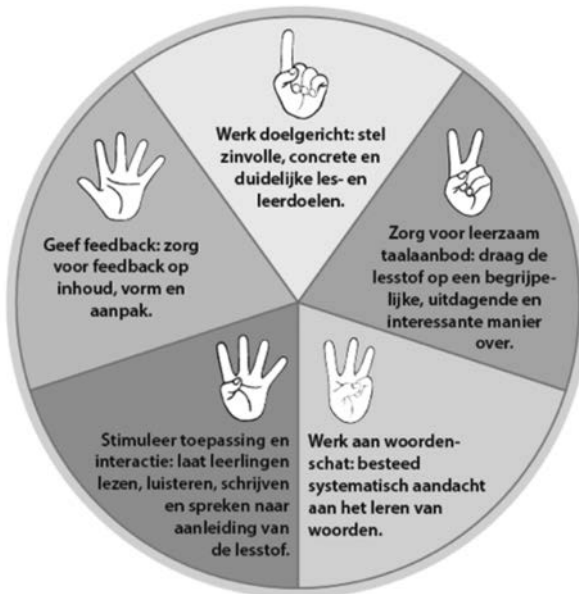 Werk doelgericht: stel
zinvolle, concrete en
duidelijke les- en
leerdoelen.
Zorg voor leerzaam
taalaanbod: draag de
lesstof op een begrijpe-
lijke, uitdagende en
interessante manier
over.
Werk aan woorden-
schat: besteed
systematisch aandacht
aan het leren van
woorden.
Stimuleer toepassing en
interactie: laat leerlingen
lezen, luisteren, schrijven
en spreken naar
aanleiding van
de lesstof.
Geef feedback: zorg
voor feedback op
inhoud, vorm en
aanpak.